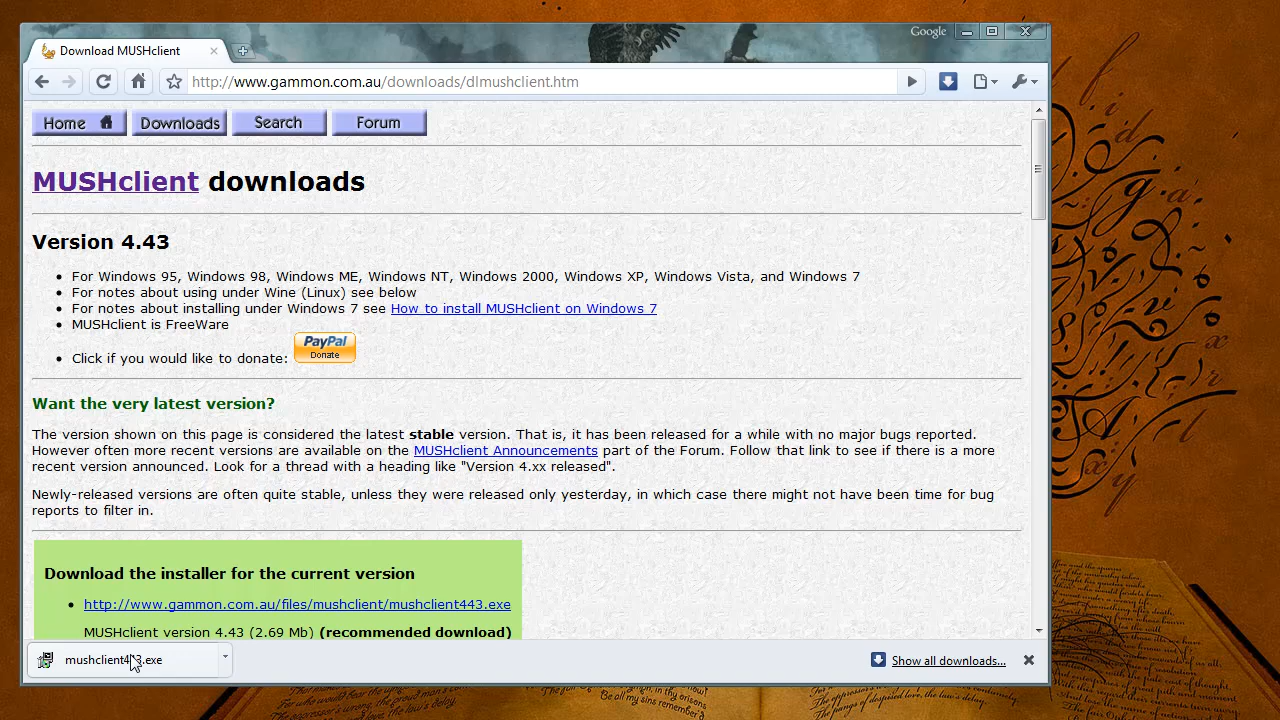 Google
Download MUSHclient
http://www.gammon.com.au/downloads/dlmushclient.htm
Home Downloads Search Forum
MUSHclient downloads
Version 4.43
• For Windows 95, Windows 98, Windows ME, Windows NT, Windows 2000, Windows XP, Windows Vista, and Windows 7
• For notes about using under Wine (Linux) see below
• For notes about installing under Windows 7 see How to install MUSHclient on Windows 7
• MUSHclient is FreeWare
• Click if you would like to donate: PayPal
Donate
Want the very latest version?
The version shown on this page is considered the latest stable version. That is, it has been released for a while with no major bugs reported.
However often more recent versions are available on the MUSHclient Announcements part of the Forum. Follow that link to see if there is a more
recent version announced. Look for a thread with a heading like "Version 4.xx released".
Newly-released versions are often quite stable, unless they were released only yesterday, in which case there might not have been time for bug
reports to filter in.
Download the installer for the current version
• http://www.gammon.com.au/files/mushclient/mushclient443.exe
MUSHclient version 4.43 (2.69 Mb) (recommended download)
mushclient443.exe
Show all downloads...